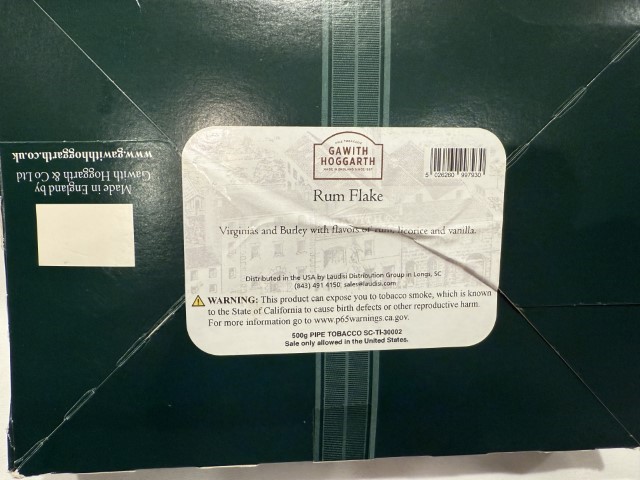 www.gawithhoggarth.co.uk
Gawith Hoggarth & Co Ltd
Made in England by
GAWITH
HOGGARTH
5 026260 997930
Rum Flake
Virginias and Burley with flavors of rum, licorice and vanilla.
Distributed in the USA by Laudisi Distribution Group in Longs, SC
(843) 491 4150 sales@laudisi.com
WARNING: This product can expose you to tobacco smoke, which is known
to the State of California to cause birth defects or other reproductive harm.
For more information go to www.p65warnings.ca.gov.
500g PIPE TOBACCO SC-TI-30002
Sale only allowed in the United States.